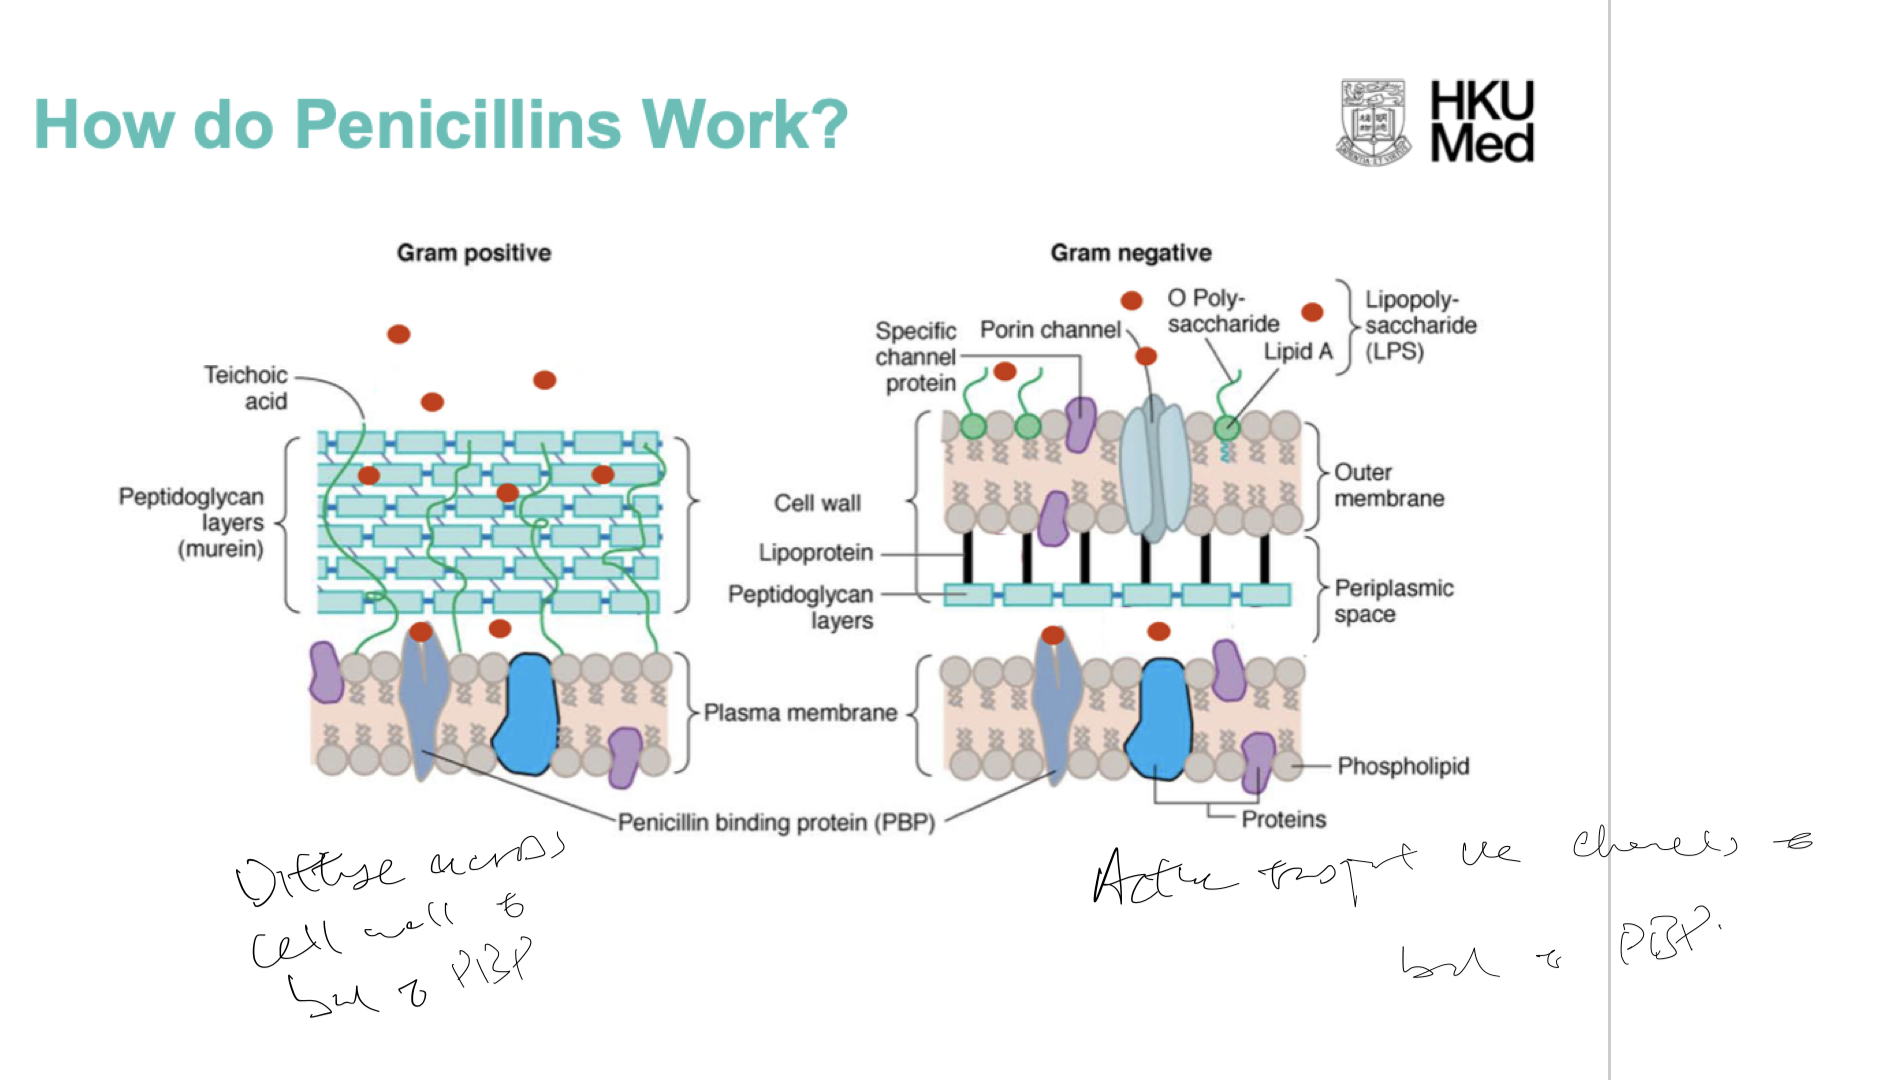 How do Penicillins Work?
HKU
Med
Gram positive
Gram negative
O Poly-
saccharide
Lipopoly-
saccharide
(LPS)
Lipid A
Porin channel
Specific
channel
protein
Teichoic
acid
Peptidoglycan
layers
(murein)
Cell wall
Outer
membrane
Lipoprotein
Peptidoglycan
layers
Periplasmic
space
Plasma membrane
Phospholipid
Penicillin binding protein (PBP)
Proteins
Diffuse across
cell wall to
bind to PBP
Active transport via channels to
bind to PBP.